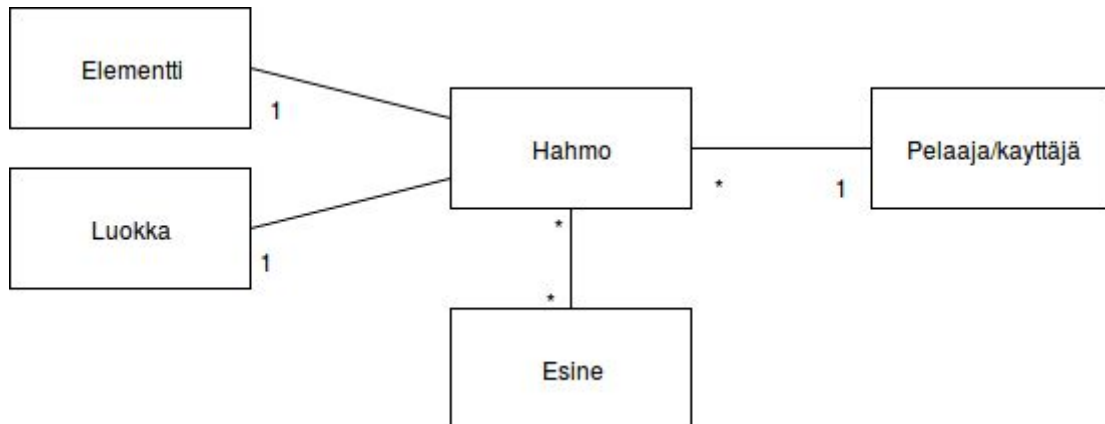 Elementti
1
Hahmo
Pelaaja/kayttäjä
Luokka
*
1
1
*
*
Esine